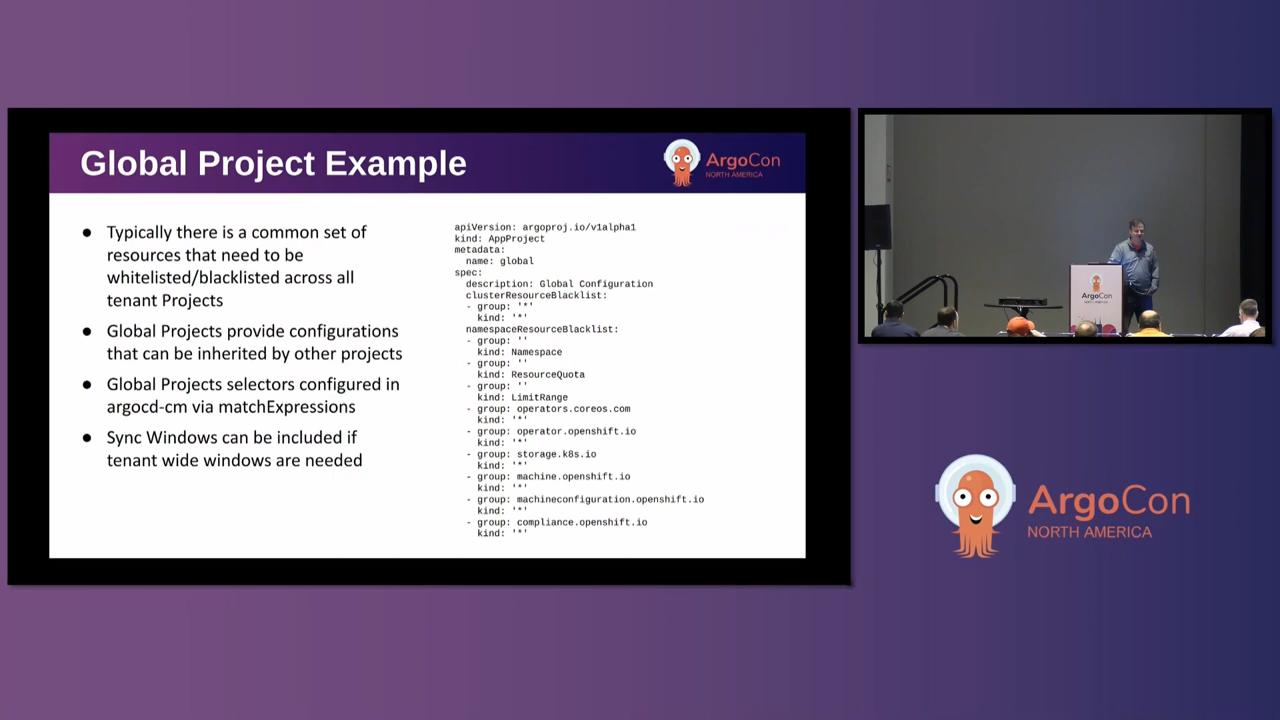 Global Project Example
ArgoCon
NORTH AMERICA
● Typically there is a common set of
resources that need to be
whitelisted/blacklisted across all
tenant Projects
● Global Projects provide configurations
that can be inherited by other projects
● Global Projects selectors configured in
argocd-cm via matchExpressions
● Sync Windows can be included if
tenant wide windows are needed
apiVersion: argoproj.io/v1alpha1
kind: AppProject
metadata:
  name: global
spec:
  description: Global Configuration
  clusterResourceBlacklist:
  - group: '*'
    kind: '*'
  namespaceResourceBlacklist:
  - group: ''
    kind: Namespace
  - group: ''
    kind: ResourceQuota
  - group: ''
    kind: LimitRange
  - group: operators.coreos.com
    kind: '*'
  - group: operator.openshift.io
    kind: '*'
  - group: storage.k8s.io
    kind: '*'
  - group: machine.openshift.io
    kind: '*'
  - group: machineconfiguration.openshift.io
    kind: '*'
  - group: compliance.openshift.io
    kind: '*'
ArgoCon
ArgoCon
NORTH AMERICA